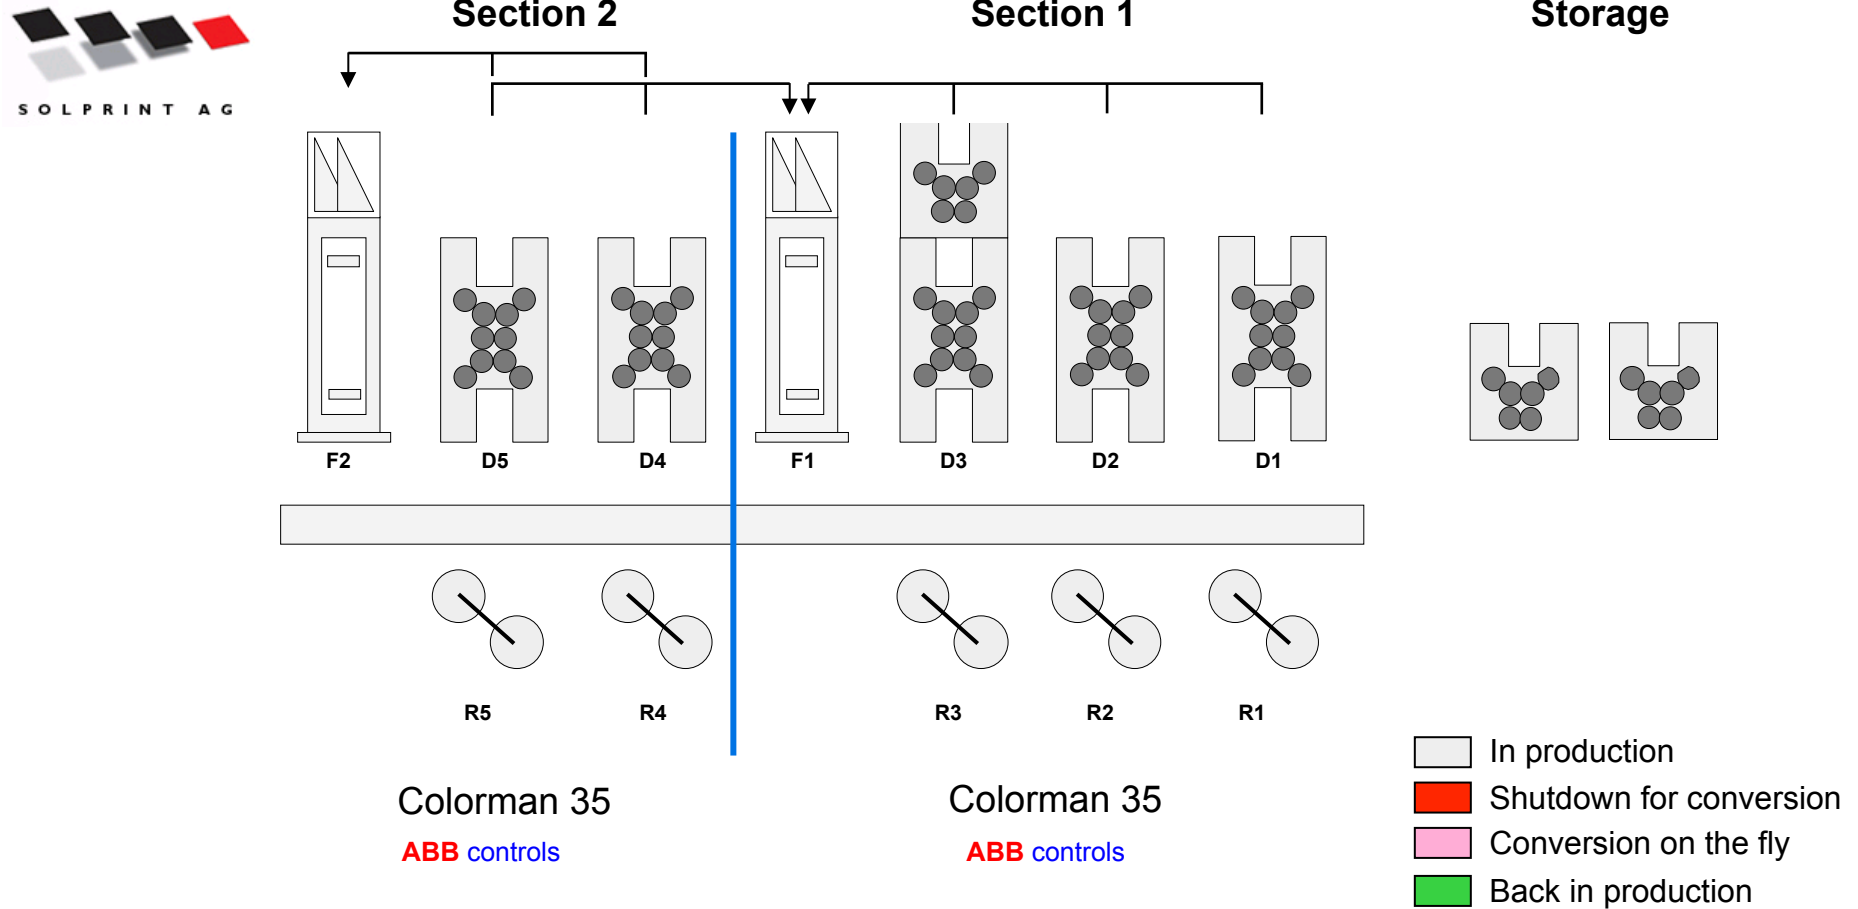 Section 2
Section 1
Storage
SOLPRINT AG
F2
D5
D4
F1
D3
D2
D1
R5
R4
R3
R2
R1
Colorman 35
ABB controls
Colorman 35
ABB controls
In production
Shutdown for conversion
Conversion on the fly
Back in production